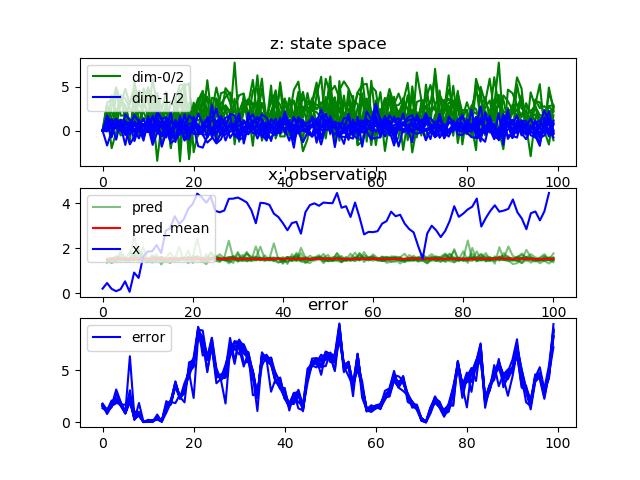 z: state space
5
0
dim-0/2
dim-1/2
0 20 40 60 80 100
x: observation
4
2
0
pred
pred_mean
x
0 20 40 60 80 100
error
5
0
error
0 20 40 60 80 100